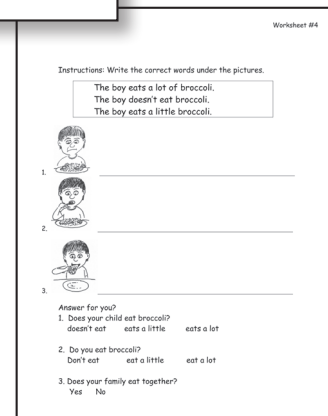 Worksheet #4
Instructions: Write the correct words under the pictures.
The boy eats a lot of broccoli.
The boy doesn't eat broccoli.
The boy eats a little broccoli.
1.
2.
3.
Answer for you?
1. Does your child eat broccoli?
doesn't eat eats a little eats a lot
2. Do you eat broccoli?
Don't eat eat a little eat a lot
3. Does your family eat together?
Yes No